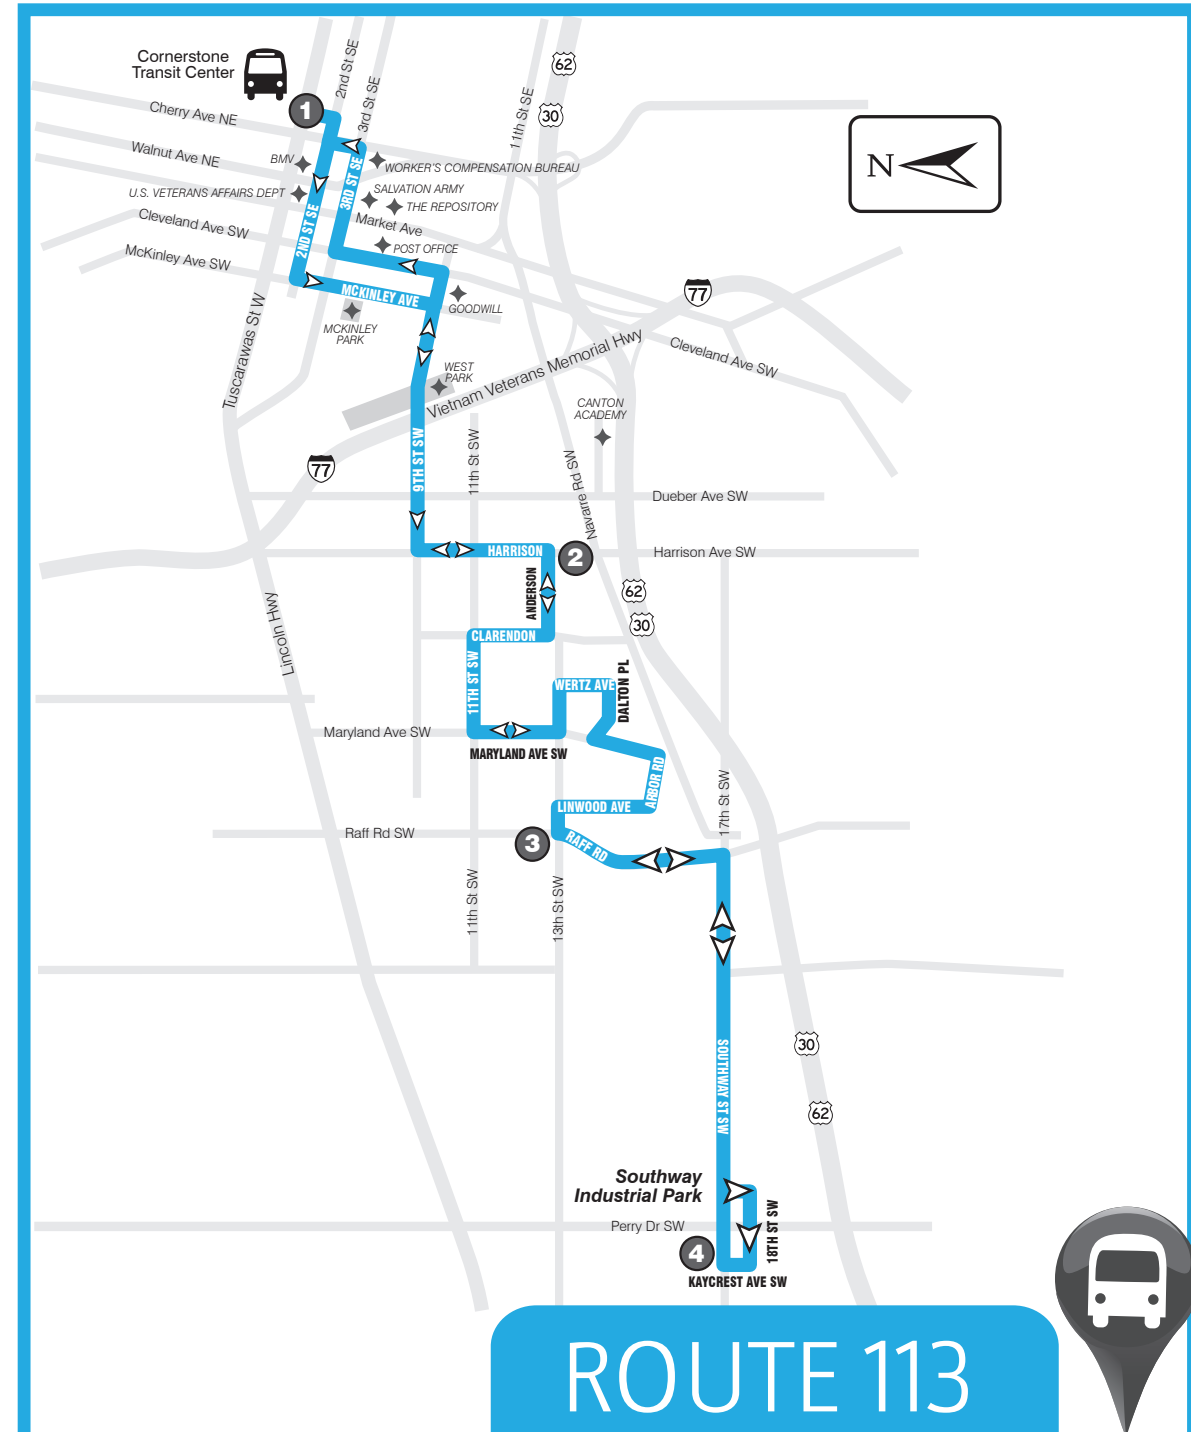 Cornerstone
Transit Center
1
2nd St SE
3rd St SE
11th St SE
62
30
Cherry Ave NE
Walnut Ave NE
BMV
WORKER'S COMPENSATION BUREAU
U.S. VETERANS AFFAIRS DEPT
SALVATION ARMY
THE REPOSITORY
3RD ST SE
2ND ST SE
Cleveland Ave SW
Market Ave
POST OFFICE
McKinley Ave SW
MCKINLEY AVE
GOODWILL
MCKINLEY
PARK
N
77
Tuscarawas St W
WEST
PARK
Vietnam Veterans Memorial Hwy
Cleveland Ave SW
CANTON
ACADEMY
77
9TH ST SW
11th St SW
Navarre Rd SW
Dueber Ave SW
HARRISON
2
Harrison Ave SW
ANDERSON
62
30
Lincoln Hwy
CLARENDON
11TH ST SW
WERTZ AVE
DALTON PL
Maryland Ave SW
MARYLAND AVE SW
ARBOR RD
17th St SW
LINWOOD AVE
Raff Rd SW
3
RAFF RD
11th St SW
13th St SW
SOUTHWAY ST SW
30
62
Southway
Industrial Park
Perry Dr SW
18TH ST SW
4
KAYCREST AVE SW
ROUTE 113